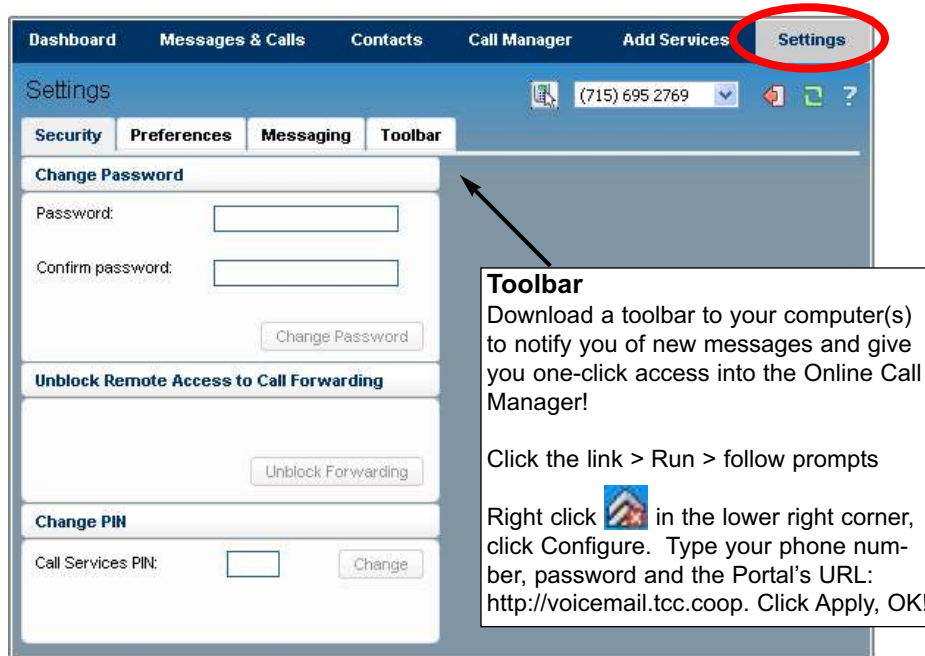 Dashboard Messages & Calls Contacts Call Manager Add Services Settings
Settings
(715) 695 2769
?
Security Preferences Messaging Toolbar
Change Password
Password:
Confirm password:
Change Password
Unblock Remote Access to Call Forwarding
Unblock Forwarding
Change PIN
Call Services PIN:
Change
Toolbar
Download a toolbar to your computer(s)
to notify you of new messages and give
you one-click access into the Online Call
Manager!
Click the link > Run > follow prompts
Right click in the lower right corner,
click Configure. Type your phone num-
ber, password and the Portal's URL:
http://voicemail.tcc.coop. Click Apply, OK!